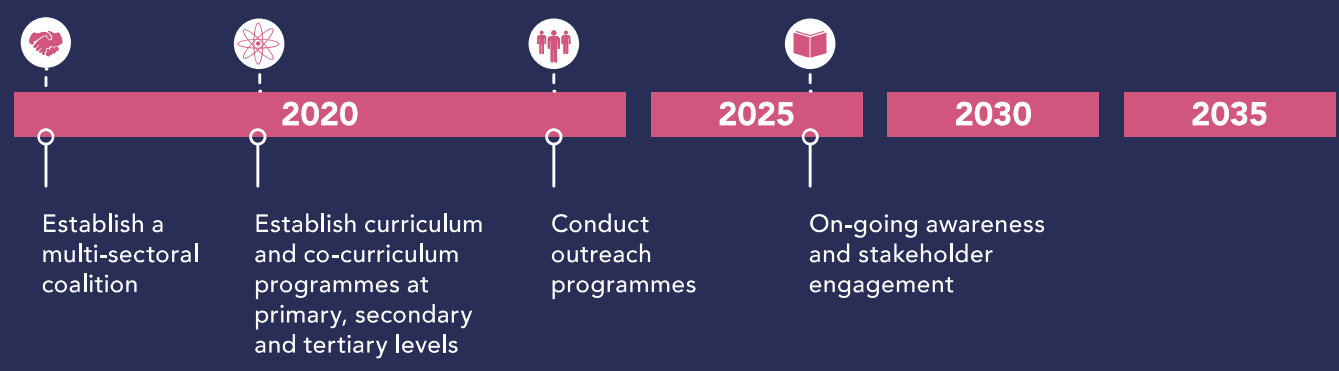 2020
2025
2030
2035
Establish a
multi-sectoral
coalition
Establish curriculum
and co-curriculum
programmes at
primary, secondary
and tertiary levels
Conduct
outreach
programmes
On-going awareness
and stakeholder
engagement